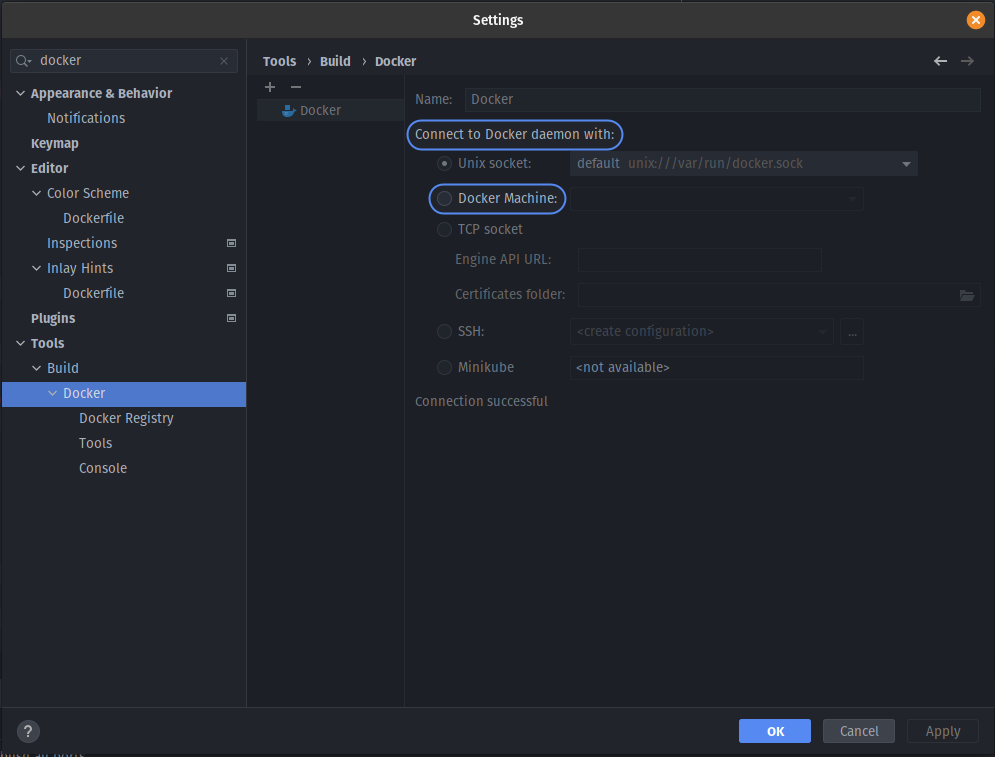 Settings
docker
Appearance & Behavior
Notifications
Keymap
Editor
Color Scheme
Dockerfile
Inspections
Inlay Hints
Dockerfile
Plugins
Tools
Build
Docker
Docker Registry
Tools
Console
Tools › Build › Docker
Docker
Name: Docker
Connect to Docker daemon with:
Unix socket: default unix:///var/run/docker.sock
Docker Machine:
TCP socket
Engine API URL:
Certificates folder:
SSH: <create configuration> ...
Minikube <not available>
Connection successful
? OK Cancel Apply